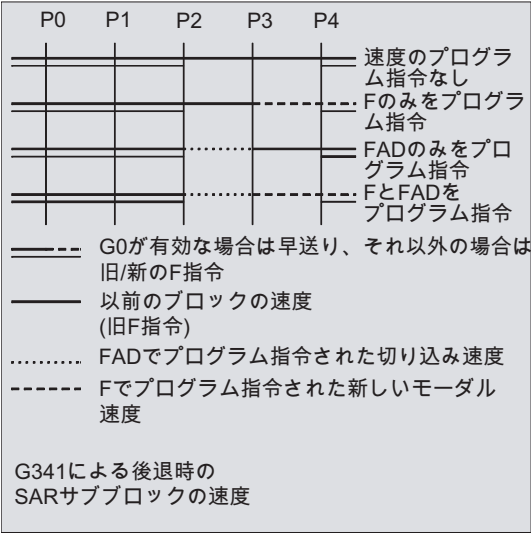 P0 P1 P2 P3 P4
速度のプログラ
ム指令なし
Fのみをプログラ
ム指令
FADのみをプロ
グラム指令
FとFADを
プログラム指令
G0が有効な場合は早送り、それ以外の場合は
旧/新のF指令
以前のブロックの速度
(旧F指令)
FADでプログラム指令された切り込み速度
Fでプログラム指令された新しいモーダル
速度
G341による後退時の
SARサブブロックの速度